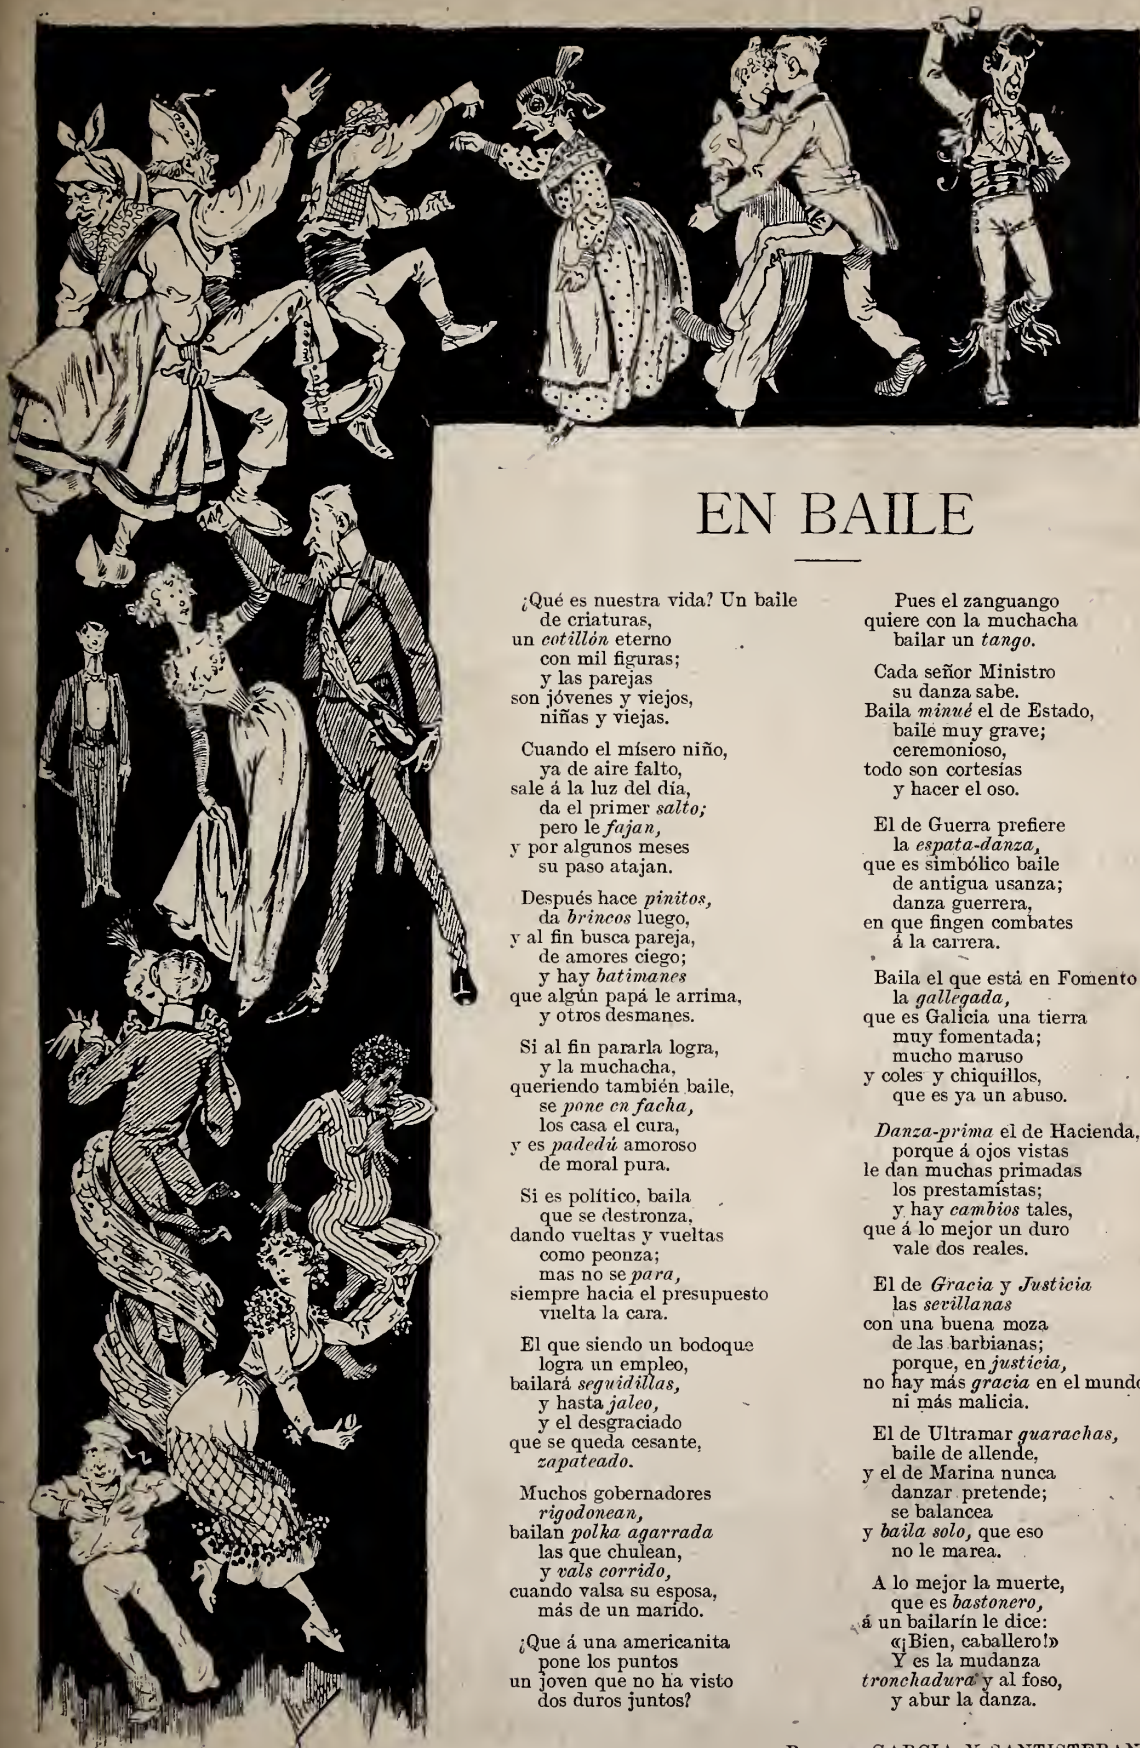 EN BAILE
¿Qué es nuestra vida? Un baile
de criaturas,
un cotillón eterno
con mil figuras;
y las parejas
son jóvenes y viejos,
niñas y viejas.
Cuando el mísero niño,
ya de aire falto,
sale á la luz del día,
da el primer salto;
pero le fajan,
y por algunos meses
su paso atajan.
Después hace pinitos,
da brincos luego,
y al fin busca pareja,
de amores ciego;
y hay batimanes
que algún papá le arrima,
y otros desmanes.
Si al fin pararla logra,
y la muchacha,
queriendo también baile,
se pone en facha,
los casa el cura,
y es padedú amoroso
de moral pura.
Si es político, baila
que se destronza,
dando vueltas y vueltas
como peonza;
mas no se para,
siempre hacia el presupuesto
vuelta la cara.
El que siendo un bodoque
logra un empleo,
bailará seguidillas,
y hasta jaleo,
y el desgraciado
que se queda cesante,
zapateado.
Muchos gobernadores
rigodonean,
bailan polka agarrada
las que chulean,
y vals corrido,
cuando valsa su esposa,
más de un marido.
¿Que á una americanita
pone los puntos
un joven que no ha visto
dos duros juntos?
Pues el zanguango
quiere con la muchacha
bailar un tango.
Cada señor Ministro
su danza sabe.
Baila minué el de Estado,
baile muy grave;
ceremonioso,
todo son cortesías
y hacer el oso.
El de Guerra prefiere
la espata-danza,
que es simbólico baile
de antigua usanza;
danza guerrera,
en que fingen combates
á la carrera.
Baila el que está en Fomento
la gallegada,
que es Galicia una tierra
muy fomentada;
mucho maruso
y coles y chiquillos,
que es ya un abuso.
Danza-prima el de Hacienda,
porque á ojos vistas
le dan muchas primadas
los prestamistas;
y hay cambios tales,
que á lo mejor un duro
vale dos reales.
El de Gracia y Justicia
las sevillanas
con una buena moza
de las barbianas;
porque, en justicia,
no hay más gracia en el mundo
ni más malicia.
El de Ultramar guarachas,
baile de allende,
y el de Marina nunca
danzar pretende;
se balancea
y baila solo, que eso
no le marea.
A lo mejor la muerte,
que es bastonero,
á un bailarín le dice:
«¡Bien, caballero!»
Y es la mudanza
tronchadura y al foso,
y abur la danza.
GARCIA Y SANTISTEBAN